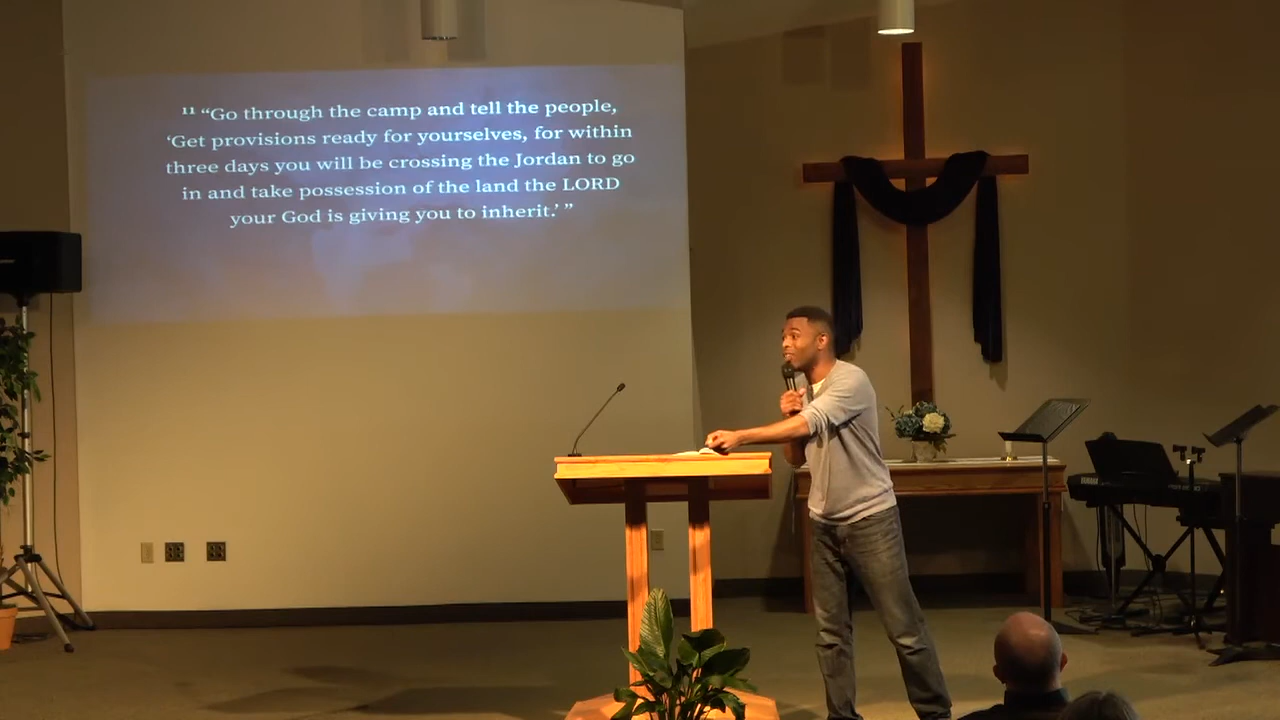 ¹¹ “Go through the camp and tell the people,
‘Get provisions ready for yourselves, for within
three days you will be crossing the Jordan to go
in and take possession of the land the LORD
your God is giving you to inherit.’ ”
YAMAHA